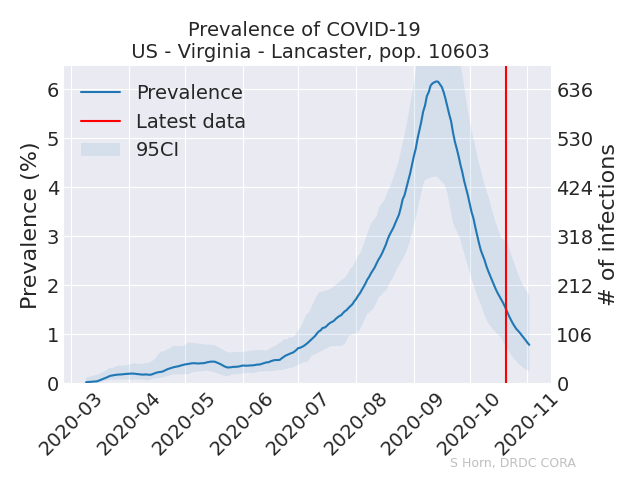 Prevalence of COVID-19
US - Virginia - Lancaster, pop. 10603
Prevalence
Latest data
95CI
Prevalence (%)
6
5
4
3
2
1
0
# of infections
636
530
424
318
212
106
0
2020-03
2020-04
2020-05
2020-06
2020-07
2020-08
2020-09
2020-10
2020-11
S Horn, DRDC CORA